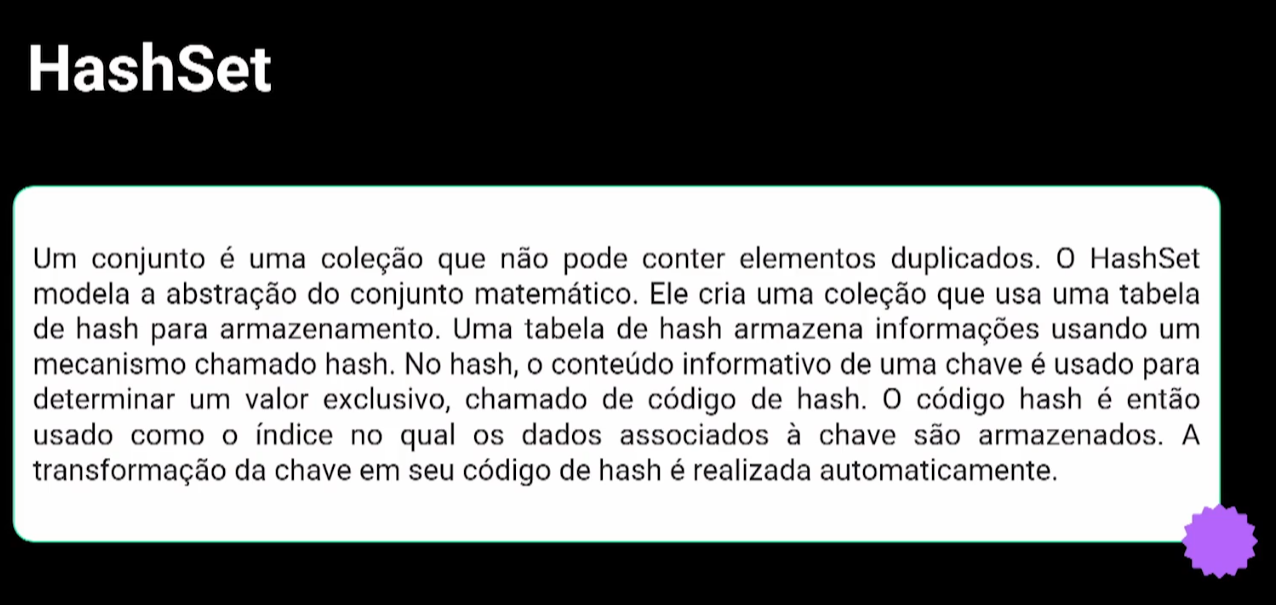 HashSet
Um conjunto é uma coleção que não pode conter elementos duplicados. O HashSet
modela a abstração do conjunto matemático. Ele cria uma coleção que usa uma tabela
de hash para armazenamento. Uma tabela de hash armazena informações usando um
mecanismo chamado hash. No hash, o conteúdo informativo de uma chave é usado para
determinar um valor exclusivo, chamado de código de hash. O código hash é então
usado como o índice no qual os dados associados à chave são armazenados. A
transformação da chave em seu código de hash é realizada automaticamente.